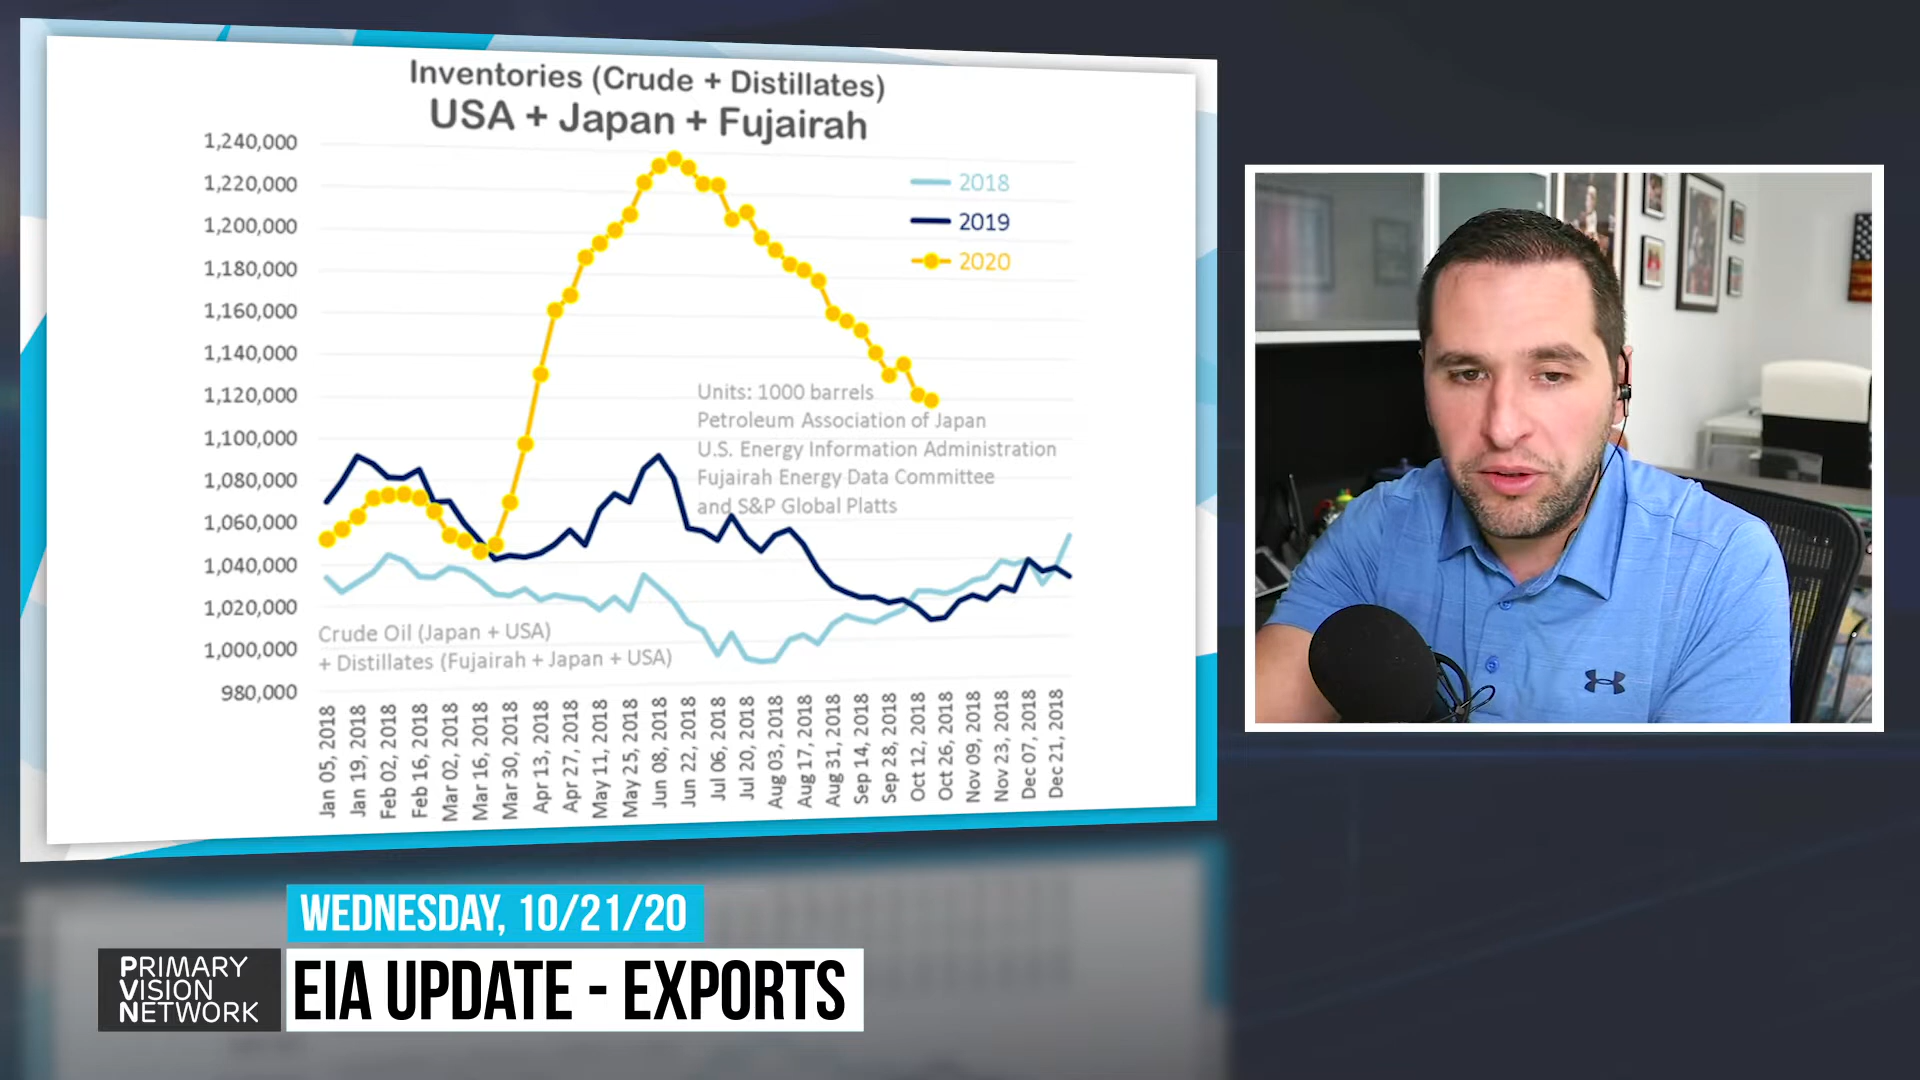 Inventories (Crude + Distillates)
USA + Japan + Fujairah
1,240,000
1,220,000
1,200,000
1,180,000
1,160,000
1,140,000
1,120,000
1,100,000
1,080,000
1,060,000
1,040,000
1,020,000
1,000,000
980,000
2018
2019
2020
Units: 1000 barrels
Petroleum Association of Japan
U.S. Energy Information Administration
Fujairah Energy Data Committee
and S&P Global Platts
Crude Oil (Japan + USA)
+ Distillates (Fujairah + Japan + USA)
Jan 05, 2018
Jan 19, 2018
Feb 02, 2018
Feb 16, 2018
Mar 02, 2018
Mar 16, 2018
Mar 30, 2018
Apr 13, 2018
Apr 27, 2018
May 11, 2018
May 25, 2018
Jun 08, 2018
Jun 22, 2018
Jul 06, 2018
Jul 20, 2018
Aug 03, 2018
Aug 17, 2018
Aug 31, 2018
Sep 14, 2018
Sep 28, 2018
Oct 12, 2018
Oct 26, 2018
Nov 09, 2018
Nov 23, 2018
Dec 07, 2018
Dec 21, 2018
WEDNESDAY, 10/21/20
PRIMARY
VISION
NETWORK
EIA UPDATE - EXPORTS